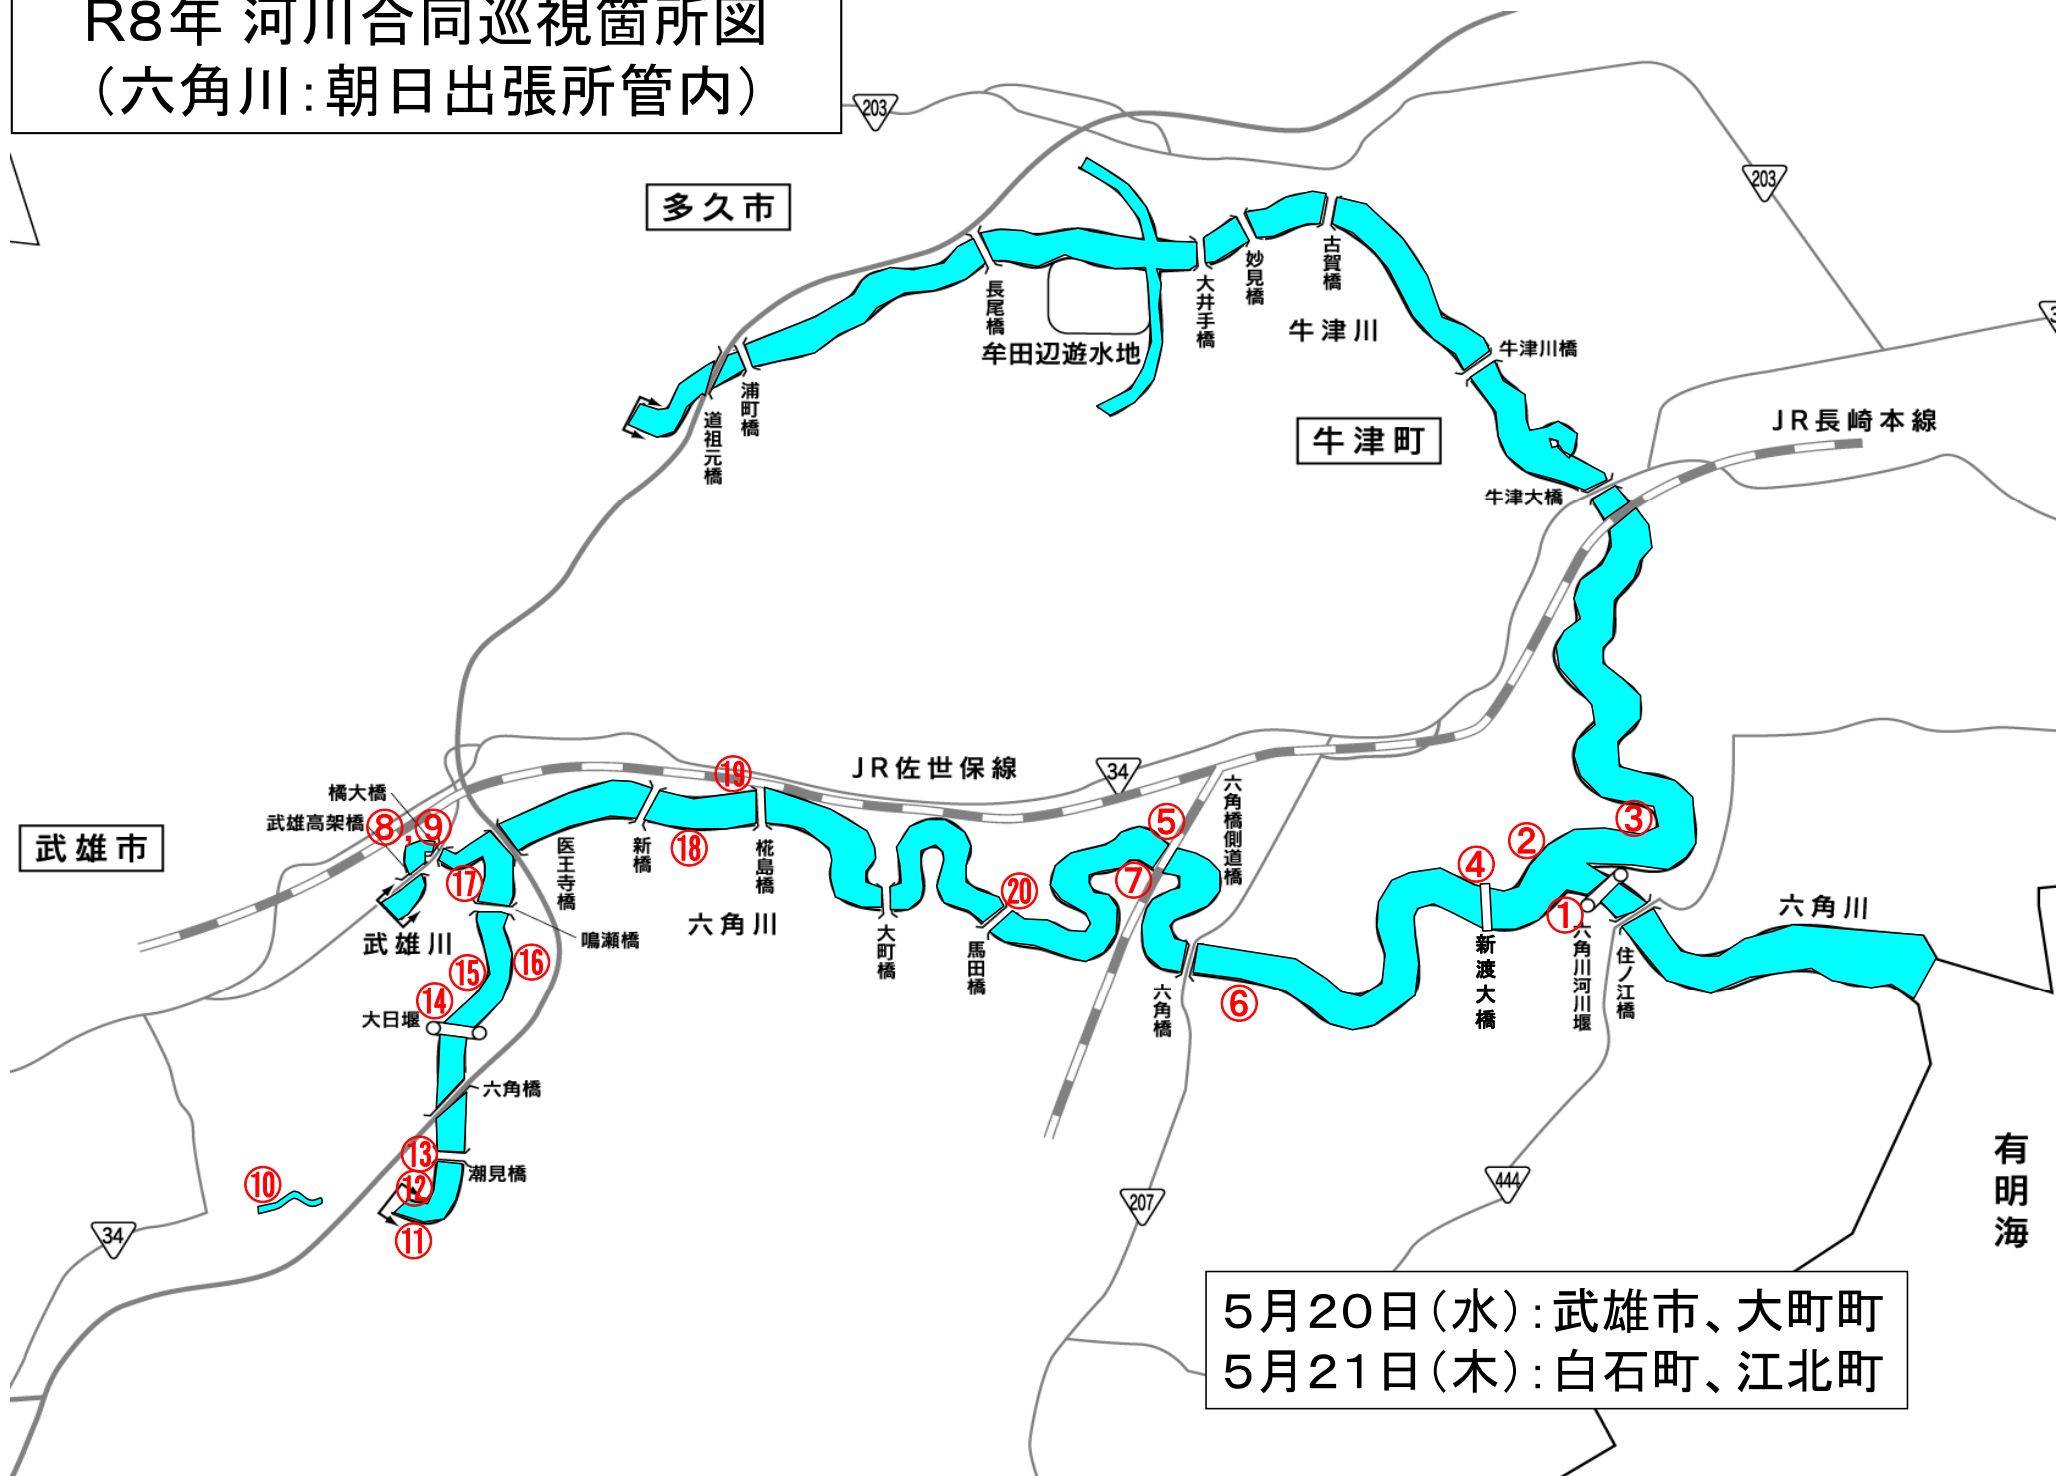 R8年 河川合同巡視箇所図
（六角川：朝日出張所管内）
203
203
多久市
古賀橋
妙見橋
大井手橋
長尾橋
牟田辺遊水地
牛津川
牛津川橋
浦町橋
道祖元橋
牛津町
JR長崎本線
牛津大橋
JR佐世保線
34
六角橋側道橋
⑲
橘大橋
武雄高架橋
⑧,⑨
武雄市
⑰
医王寺橋
新橋
⑱
椛島橋
⑤
⑦
②
③
④
①
⑳
六角川
六角川
武雄川
鳴瀬橋
大町橋
馬田橋
六角橋
⑥
新渡大橋
六角川河川堰
住ノ江橋
⑮
⑯
⑭
大日堰
六角橋
⑬
潮見橋
⑫
⑩
⑪
34
207
444
有明海
5月20日（水）：武雄市、大町町
5月21日（木）：白石町、江北町